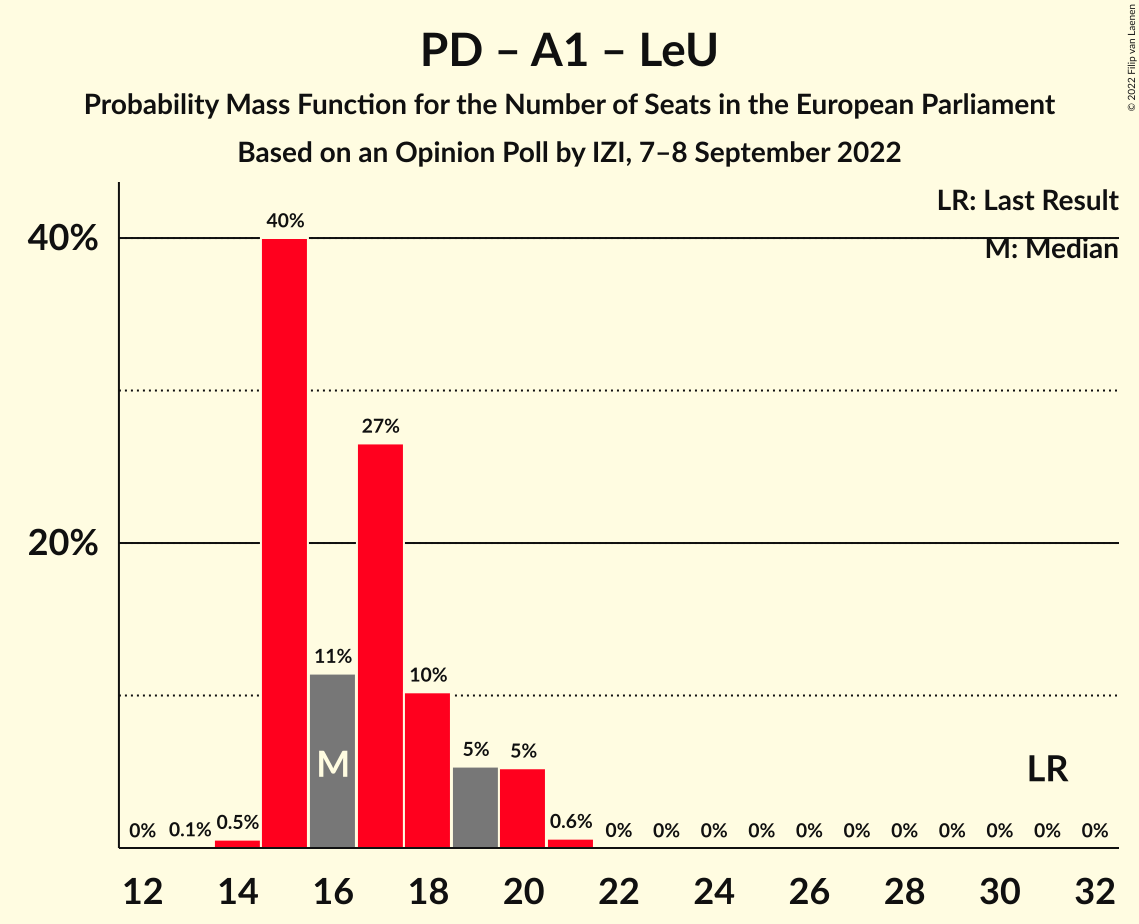 PD – A1 – LeU
Probability Mass Function for the Number of Seats in the European Parliament
Based on an Opinion Poll by IZI, 7–8 September 2022
© 2022 Filip van Laenen
LR: Last Result
M: Median
40%
20%
0% 0.1% 0.5% 40% 11% 27% 10% 5% 5% 0.6% 0% 0% 0% 0% 0% 0% 0% 0% 0% 0% 0%
M
LR
12 14 16 18 20 22 24 26 28 30 32